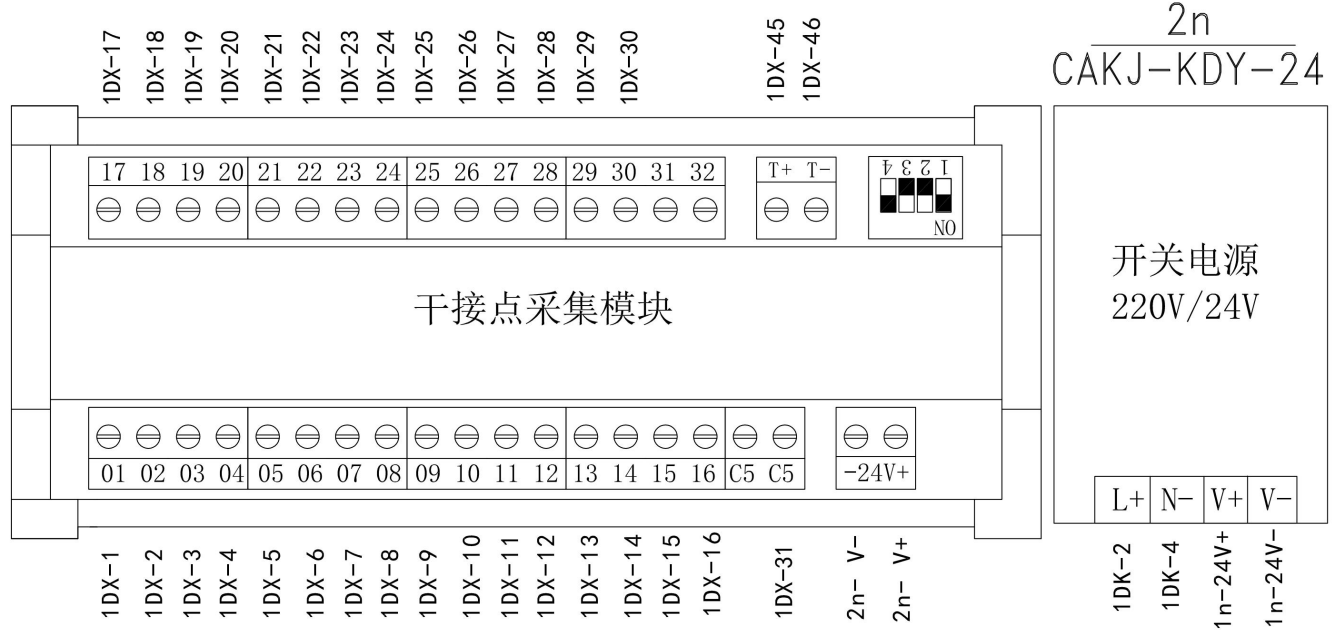 1DX-17 1DX-18 1DX-19 1DX-20 1DX-21 1DX-22 1DX-23 1DX-24 1DX-25 1DX-26 1DX-27 1DX-28 1DX-29 1DX-30 1DX-45 1DX-46
2n
CAKJ-KDY-24
17 18 19 20 21 22 23 24 25 26 27 28 29 30 31 32 T+ T- 4 3 2 1
ON
干接点采集模块
开关电源
220V/24V
01 02 03 04 05 06 07 08 09 10 11 12 13 14 15 16 C5 C5 -24V+
L+ N- V+ V-
1DX-1 1DX-2 1DX-3 1DX-4 1DX-5 1DX-6 1DX-7 1DX-8 1DX-9 1DX-10 1DX-11 1DX-12 1DX-13 1DX-14 1DX-15 1DX-16 1DX-31 2n- V- 2n- V+ 1DK-2 1DK-4 1n-24V+ 1n-24V-